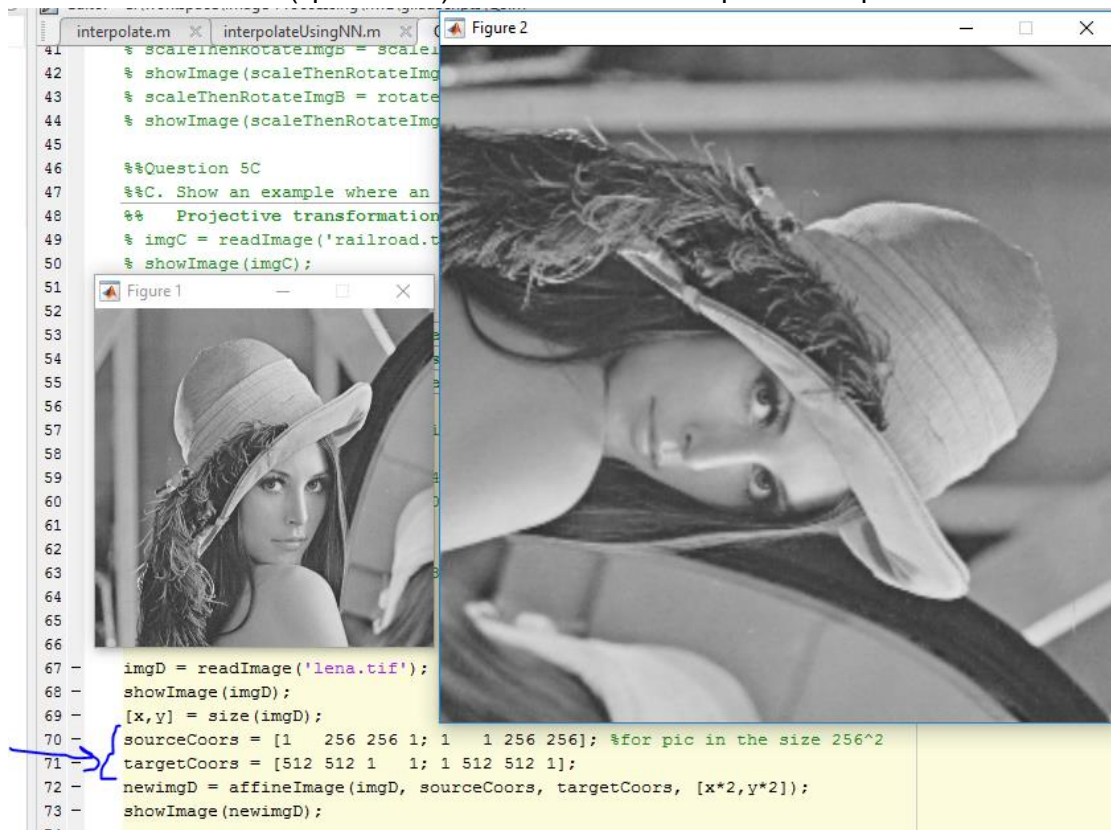 interpolate.m
interpolateUsingNN.m
Figure 2
41 % scaleThenRotateImgB = scaleI
42 % showImage(scaleThenRotateImg
43 % scaleThenRotateImgB = rotate
44 % showImage(scaleThenRotateImg
45
46 %%Question 5C
47 %%C. Show an example where an
48 %% Projective transformation
49 % imgC = readImage('railroad.t
50 % showImage(imgC);
51
Figure 1
52
53
54
55
56
57
58
59
60
61
62
63
64
65
66
67 - imgD = readImage('lena.tif');
68 - showImage(imgD);
69 - [x,y] = size(imgD);
70 - sourceCoors = [1 256 256 1; 1 1 256 256]; %for pic in the size 256^2
71 - targetCoors = [512 512 1 1; 1 512 512 1];
72 - newimgD = affineImage(imgD, sourceCoors, targetCoors, [x*2,y*2]);
73 - showImage(newimgD);